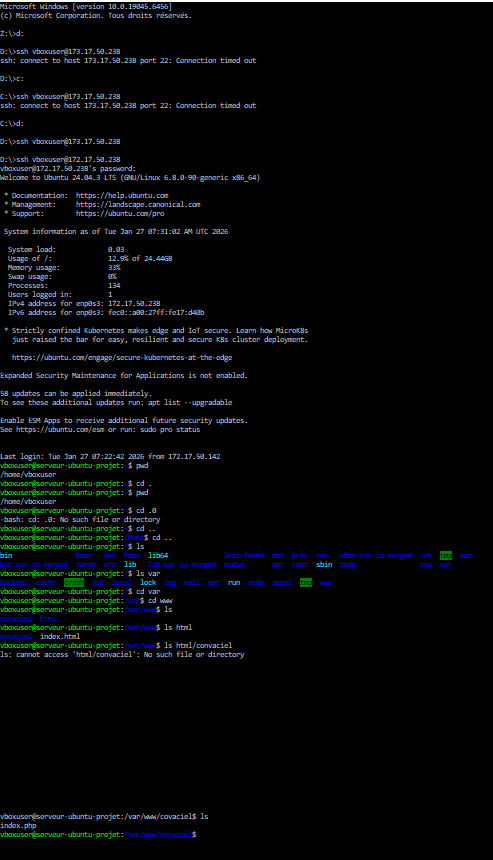 Microsoft Windows [version 10.0.19045.6456]
(c) Microsoft Corporation. Tous droits réservés.
Z:\>d:
D:\>ssh vboxuser@173.17.50.238
ssh: connect to host 173.17.50.238 port 22: Connection timed out
D:\>c:
C:\>ssh vboxuser@173.17.50.238
ssh: connect to host 173.17.50.238 port 22: Connection timed out
C:\>d:
D:\>ssh vboxuser@173.17.50.238
D:\>ssh vboxuser@172.17.50.238
vboxuser@172.17.50.238's password:
Welcome to Ubuntu 24.04.3 LTS (GNU/Linux 6.8.0-90-generic x86_64)
* Documentation: https://help.ubuntu.com
* Management: https://landscape.canonical.com
* Support: https://ubuntu.com/pro
System information as of Tue Jan 27 07:31:02 AM UTC 2026
System load: 0.03
Usage of /: 12.9% of 24.44GB
Memory usage: 33%
Swap usage: 0%
Processes: 134
Users logged in: 1
IPv4 address for enp0s3: 172.17.50.238
IPv6 address for enp0s3: fec0::a00:27ff:fe17:d40b
* Strictly confined Kubernetes makes edge and IoT secure. Learn how MicroK8s
just raised the bar for easy, resilient and secure K8s cluster deployment.
https://ubuntu.com/engage/secure-kubernetes-at-the-edge
Expanded Security Maintenance for Applications is not enabled.
58 updates can be applied immediately.
To see these additional updates run: apt list --upgradable
Enable ESM Apps to receive additional future security updates.
See https://ubuntu.com/esm or run: sudo pro status
Last login: Tue Jan 27 07:22:42 2026 from 172.17.50.142
vboxuser@serveur-ubuntu-projet:~$ pwd
/home/vboxuser
vboxuser@serveur-ubuntu-projet:~$ cd .
vboxuser@serveur-ubuntu-projet:~$ pwd
/home/vboxuser
vboxuser@serveur-ubuntu-projet:~$ cd .0
-bash: cd: .0: No such file or directory
vboxuser@serveur-ubuntu-projet:~$ cd ..
vboxuser@serveur-ubuntu-projet:/home$ cd ..
vboxuser@serveur-ubuntu-projet:/$ ls
bin boot dev home lib64 lost+found mnt proc run sbin.usr-is-merged srv tmp var
bin.usr-is-merged cdrom etc lib lib.usr-is-merged media opt root sbin snap sys usr
vboxuser@serveur-ubuntu-projet:/$ ls var
backups cache crash lib local lock log mail opt run snap spool tmp www
vboxuser@serveur-ubuntu-projet:/$ cd var
vboxuser@serveur-ubuntu-projet:/var$ cd www
vboxuser@serveur-ubuntu-projet:/var/www$ ls
covaciel html
vboxuser@serveur-ubuntu-projet:/var/www$ ls html
covaciel index.html
vboxuser@serveur-ubuntu-projet:/var/www$ ls html/convaciel
ls: cannot access 'html/convaciel': No such file or directory
vboxuser@serveur-ubuntu-projet:/var/www/covaciel$ ls
index.php
vboxuser@serveur-ubuntu-projet:/var/www/covaciel$